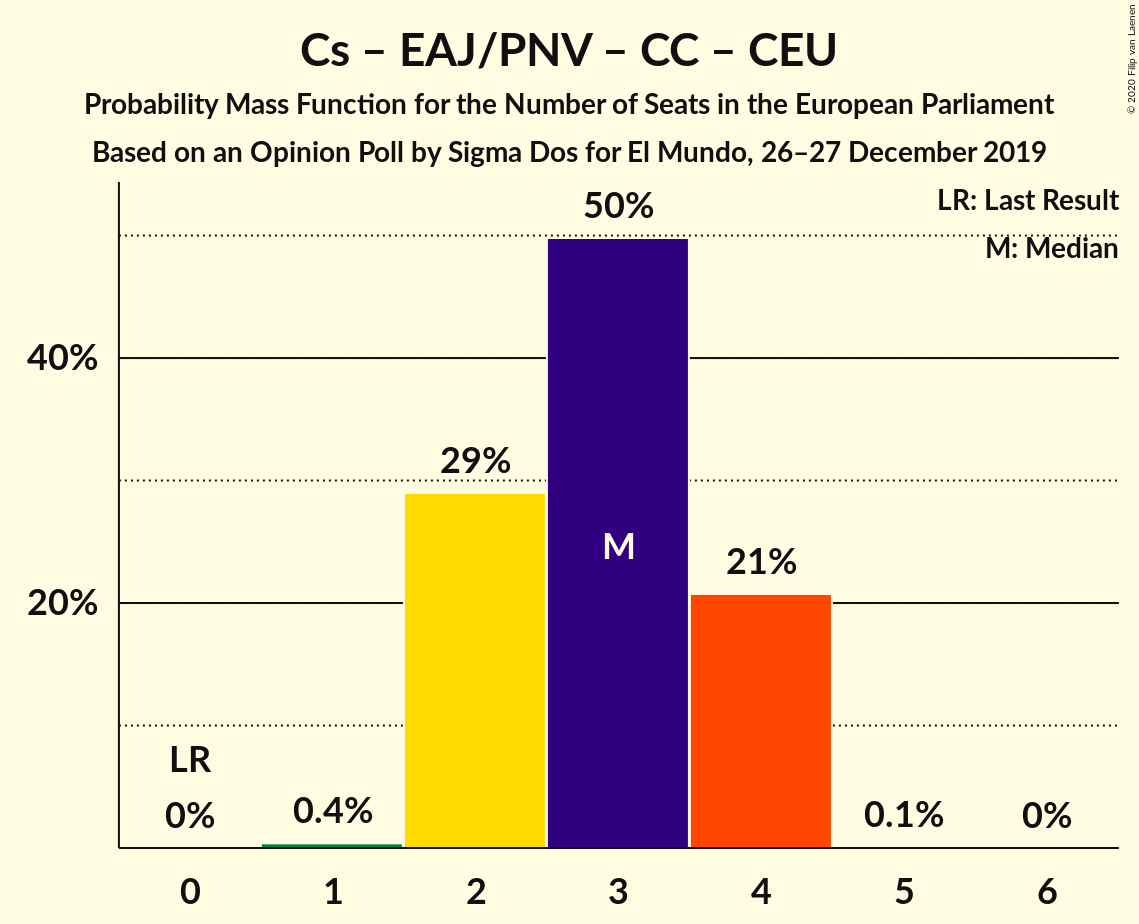 Cs – EAJ/PNV – CC – CEU
Probability Mass Function for the Number of Seats in the European Parliament
Based on an Opinion Poll by Sigma Dos for El Mundo, 26–27 December 2019
© 2020 Filip van Laenen
LR: Last Result
M: Median
50%
40%
29%
M
21%
20%
LR
0%
0.4%
0.1%
0%
0 1 2 3 4 5 6